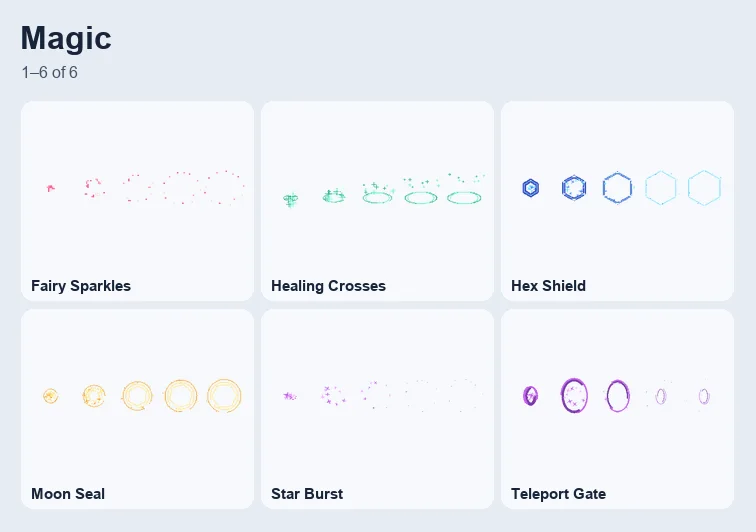 Magic
1–6 of 6
Fairy Sparkles
Healing Crosses
Hex Shield
Moon Seal
Star Burst
Teleport Gate